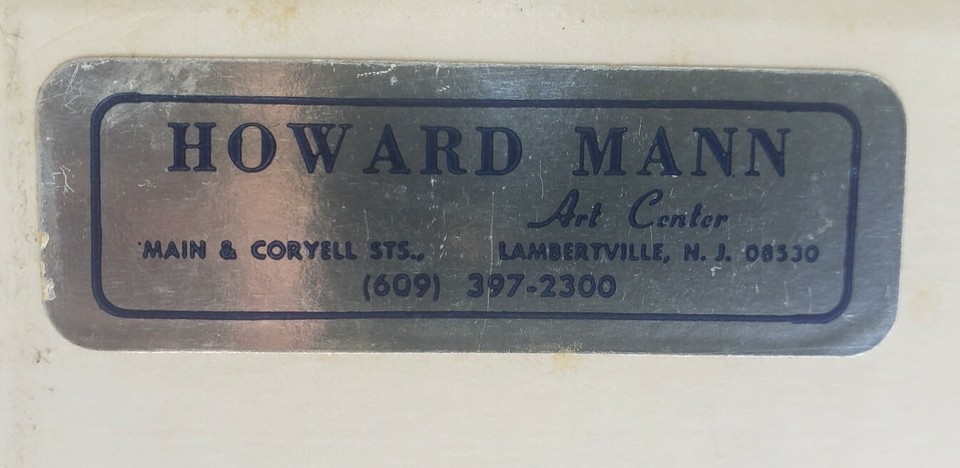 HOWARD MANN
Art Center
MAIN & CORYELL STS., LAMBERTVILLE, N. J. 08530
(609) 397-2300